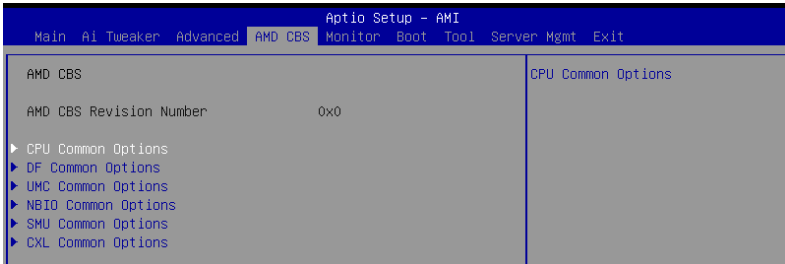 Aptio Setup - AMI
Main Ai Tweaker Advanced AMD CBS Monitor Boot Tool Server Mgmt Exit
AMD CBS
CPU Common Options
AMD CBS Revision Number 0x0
CPU Common Options
DF Common Options
UMC Common Options
NBIO Common Options
SMU Common Options
CXL Common Options